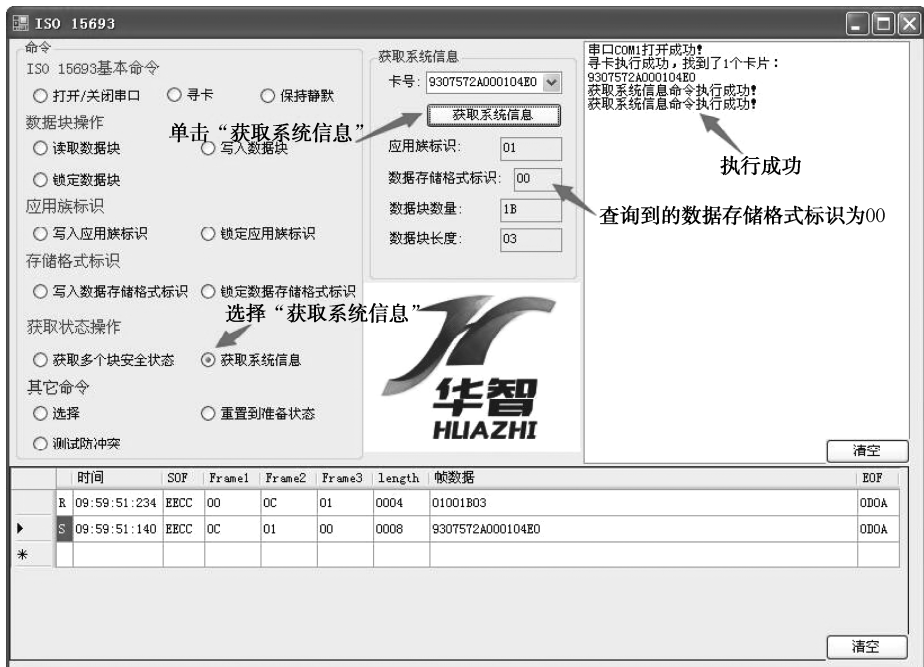 ISO 15693
命令
ISO 15693基本命令
打开/关闭串口 寻卡 保持静默
数据块操作
读取数据块 写入数据块
锁定数据块
应用族标识
写入应用族标识 锁定应用族标识
存储格式标识
写入数据存储格式标识 锁定数据存储格式标识
获取状态操作
获取多个块安全状态 获取系统信息
其它命令
选择 重置到准备状态
测试防冲突
单击“获取系统信息”
选择“获取系统信息”
获取系统信息
卡号: 9307572A000104E0
获取系统信息
应用族标识: 01
数据存储格式标识: 00
数据块数量: 1B
数据块长度: 03
华智
HUAZHI
串口COM1打开成功!
寻卡执行成功，找到了1个卡片:
9307572A000104E0
获取系统信息命令执行成功!
获取系统信息命令执行成功!
执行成功
查询到的数据存储格式标识为00
清空
时间 SOF Frame1 Frame2 Frame3 length 帧数据 EOF
R 09:59:51:234 EECC 00 0C 01 0004 01001B03 0D0A
S 09:59:51:140 EECC 0C 01 00 0008 9307572A000104E0 0D0A
清空